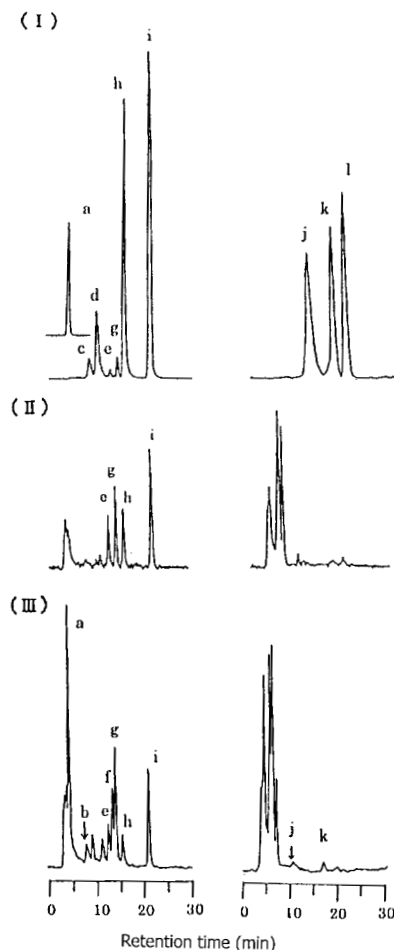 (Ⅰ)
i
h
a
l
k
j
d
g
c e
(Ⅱ)
i
g
e h
(Ⅲ)
a
g
f i
b e h
j k
0 10 20 30 0 10 20 30
Retention time (min)